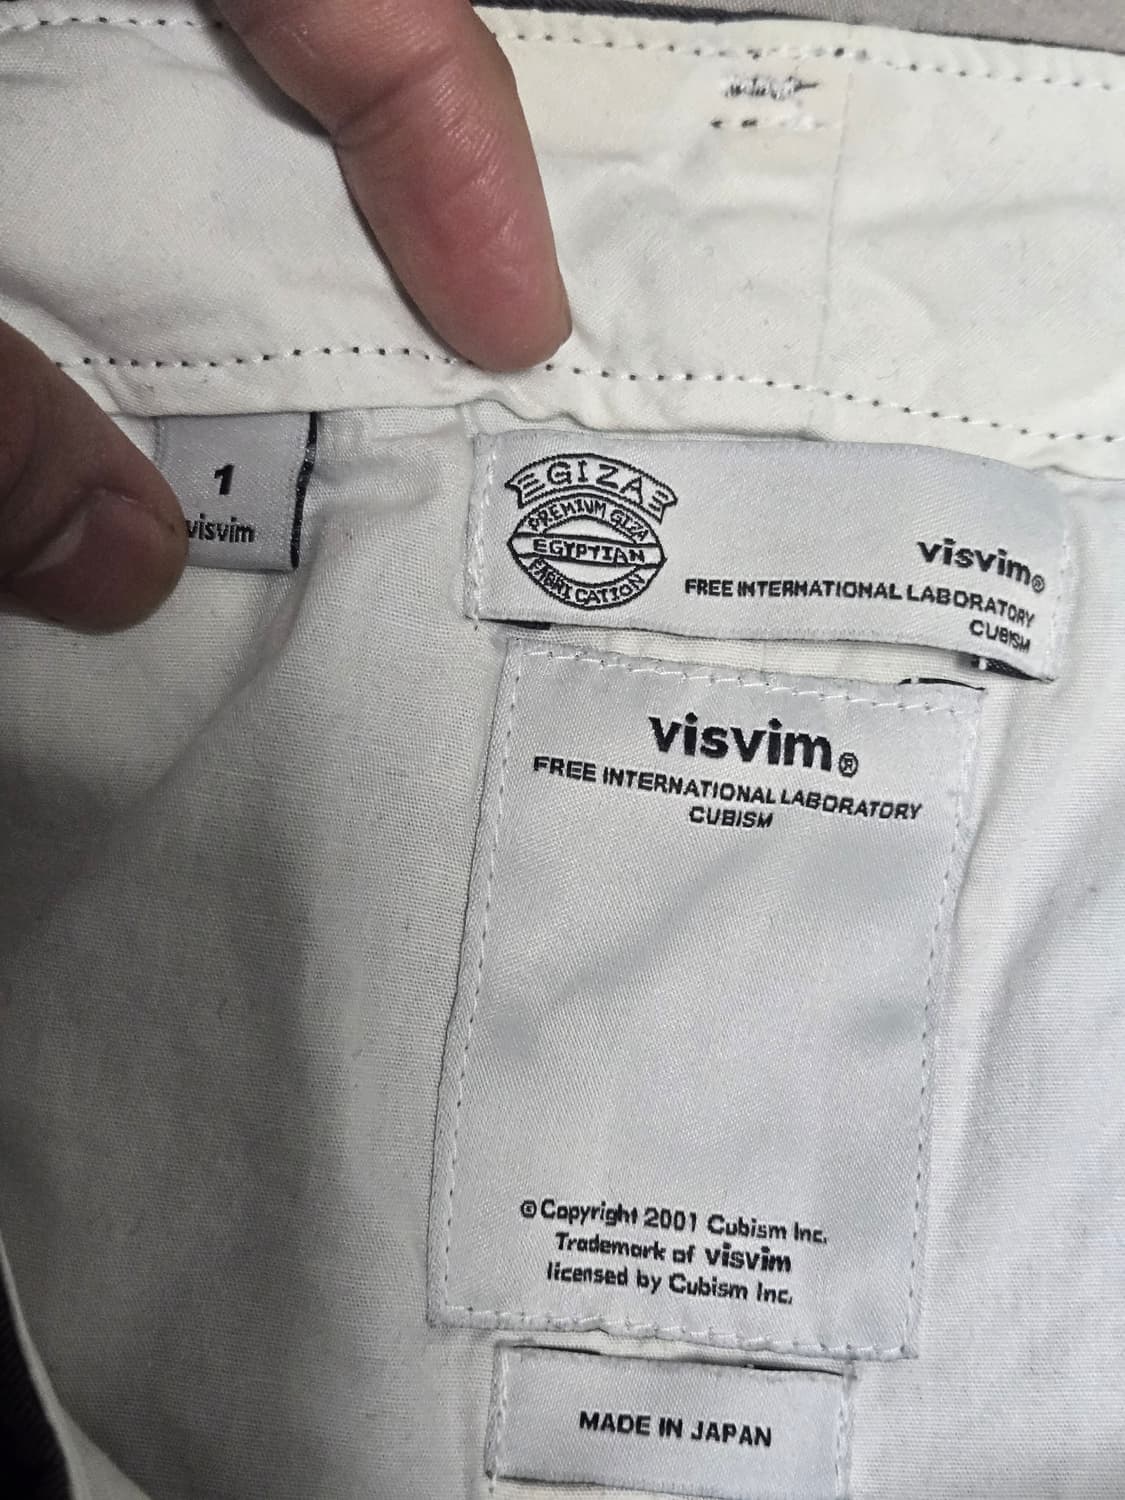 1
visvim
GIZA
PREMIUM GIZA
EGYPTIAN
FABRICATION
visvim®
FREE INTERNATIONAL LABORATORY
CUBISM
visvim®
FREE INTERNATIONAL LABORATORY
CUBISM
©Copyright 2001 Cubism Inc.
Trademark of visvim
licensed by Cubism Inc.
MADE IN JAPAN